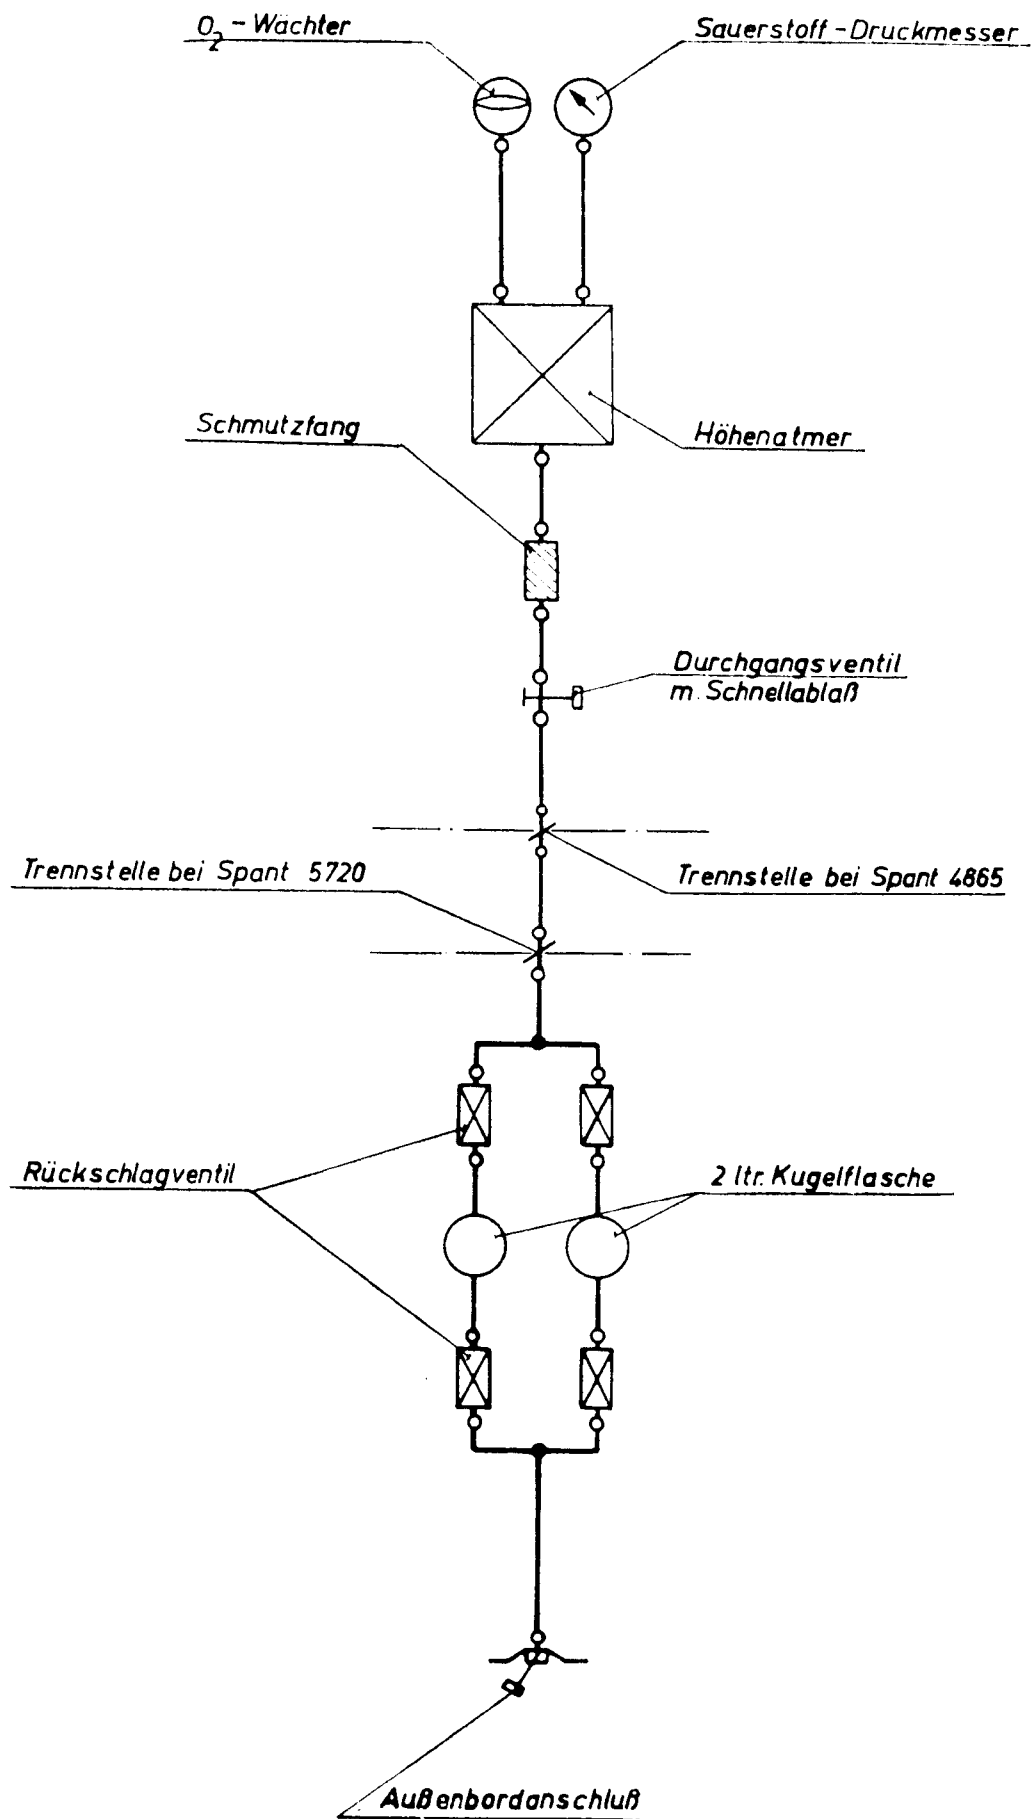 O₂ - Wächter
Sauerstoff - Druckmesser
Schmutzfang
Höhenatmer
Durchgangsventil
m. Schnellablaß
Trennstelle bei Spant 5720
Trennstelle bei Spant 4865
Rückschlagventil
2 ltr. Kugelflasche
Außenbordanschluß